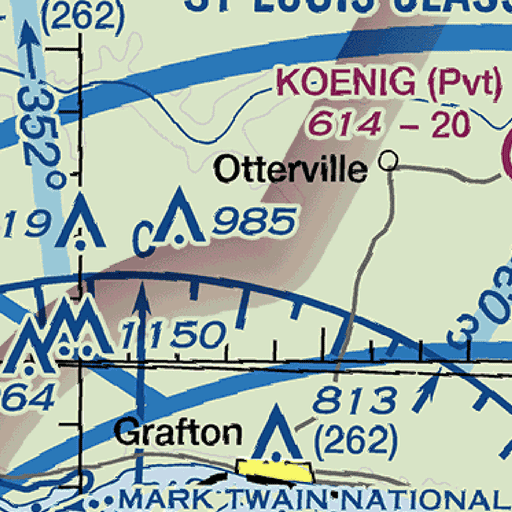 (262)
ST LOUIS CLASS
KOENIG (Pvt)
614 - 20
352°
Otterville
19
985
C
030
1150
64
813
Grafton
(262)
MARK TWAIN NATIONAL